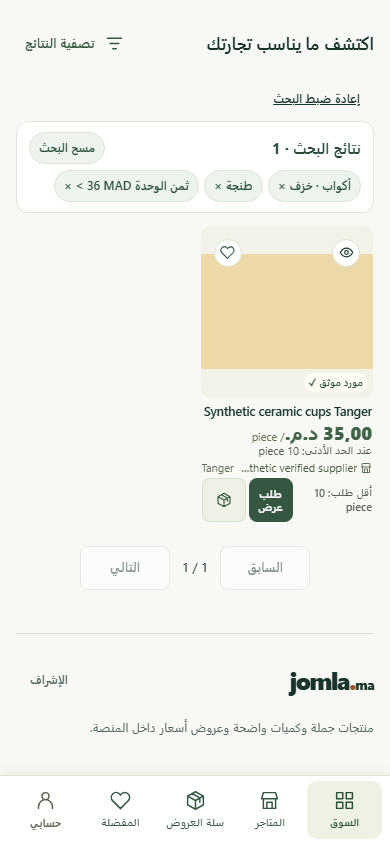 اكتشف ما يناسب تجارتك
تصفية النتائج
إعادة ضبط البحث
نتائج البحث · 1
مسح البحث
أكواب · خزف ×
طنجة ×
ثمن الوحدة < 36 MAD ×
مورد موثق ✓
Synthetic ceramic cups Tanger
35,00 د.م./ piece
عند الحد الأدنى: 10 piece
...thetic verified supplier
Tanger
أقل طلب: 10 piece
طلب عرض
السابق
1 / 1
التالي
jomla.ma
الإشراف
منتجات جملة وكميات واضحة وعروض أسعار داخل المنصة.
السوق
المتاجر
سلة العروض
المفضلة
حسابي